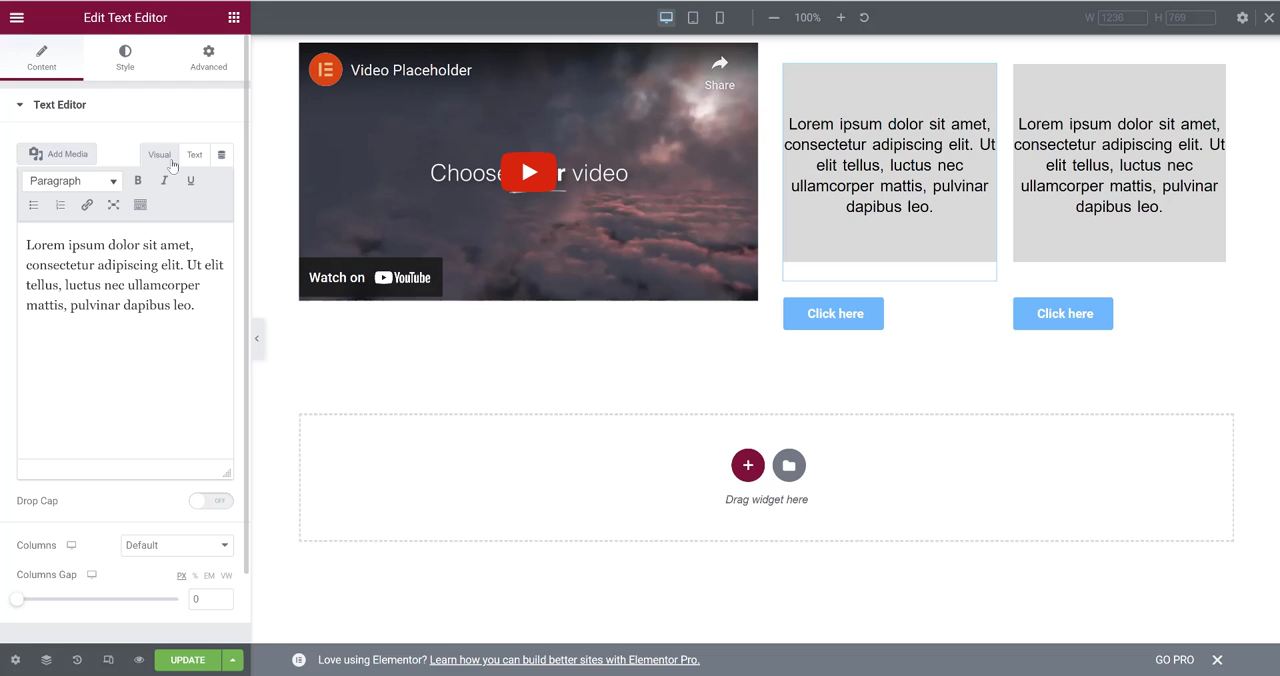 Edit Text Editor
100%
W 1236 H 769
Content Style Advanced
Text Editor
Add Media Visual Text
Paragraph B I U
Lorem ipsum dolor sit amet,
consectetur adipiscing elit. Ut elit
tellus, luctus nec ullamcorper
mattis, pulvinar dapibus leo.
Drop Cap OFF
Columns Default
Columns Gap PX % EM VW
0
UPDATE
Video Placeholder
Share
Choose video
Watch on YouTube
Lorem ipsum dolor sit amet,
consectetur adipiscing elit. Ut
elit tellus, luctus nec
ullamcorper mattis, pulvinar
dapibus leo.
Click here
Lorem ipsum dolor sit amet,
consectetur adipiscing elit. Ut
elit tellus, luctus nec
ullamcorper mattis, pulvinar
dapibus leo.
Click here
Drag widget here
Love using Elementor? Learn how you can build better sites with Elementor Pro.
GO PRO